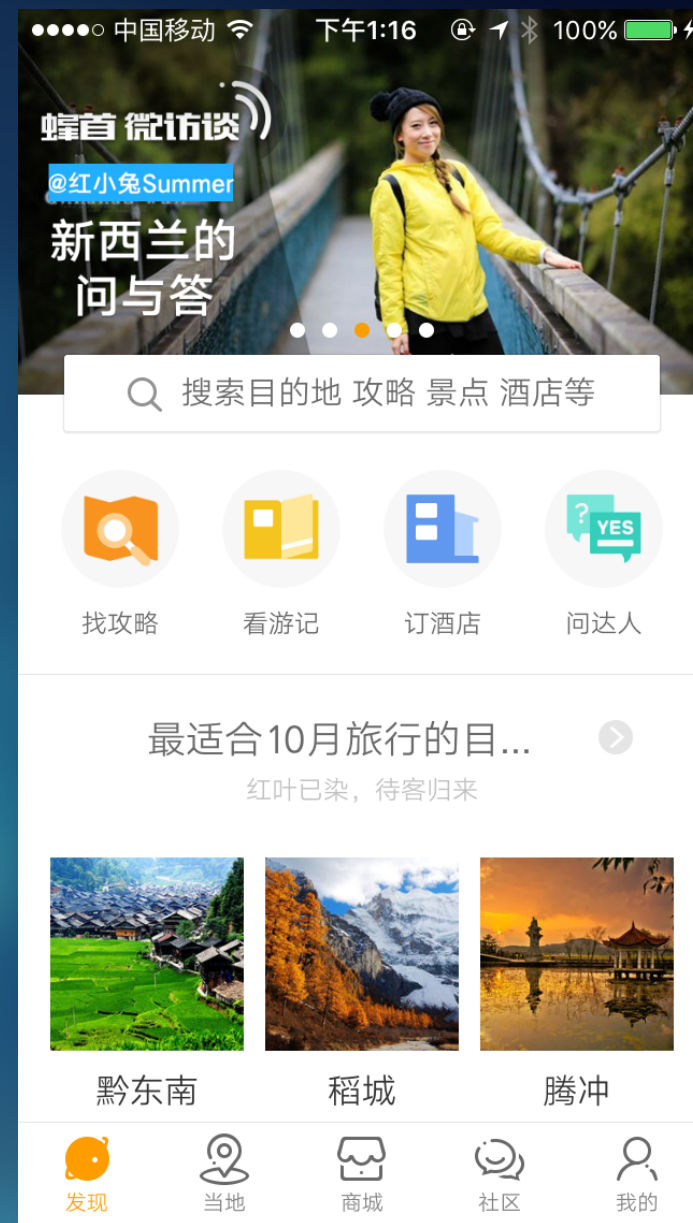 中国移动 下午1:16 100%
蜂首 微访谈
@红小兔Summer
新西兰的
问与答
搜索目的地 攻略 景点 酒店等
? YES
找攻略 看游记 订酒店 问达人
最适合10月旅行的目...
红叶已染，待客归来
黔东南 稻城 腾冲
发现 当地 商城 社区 我的